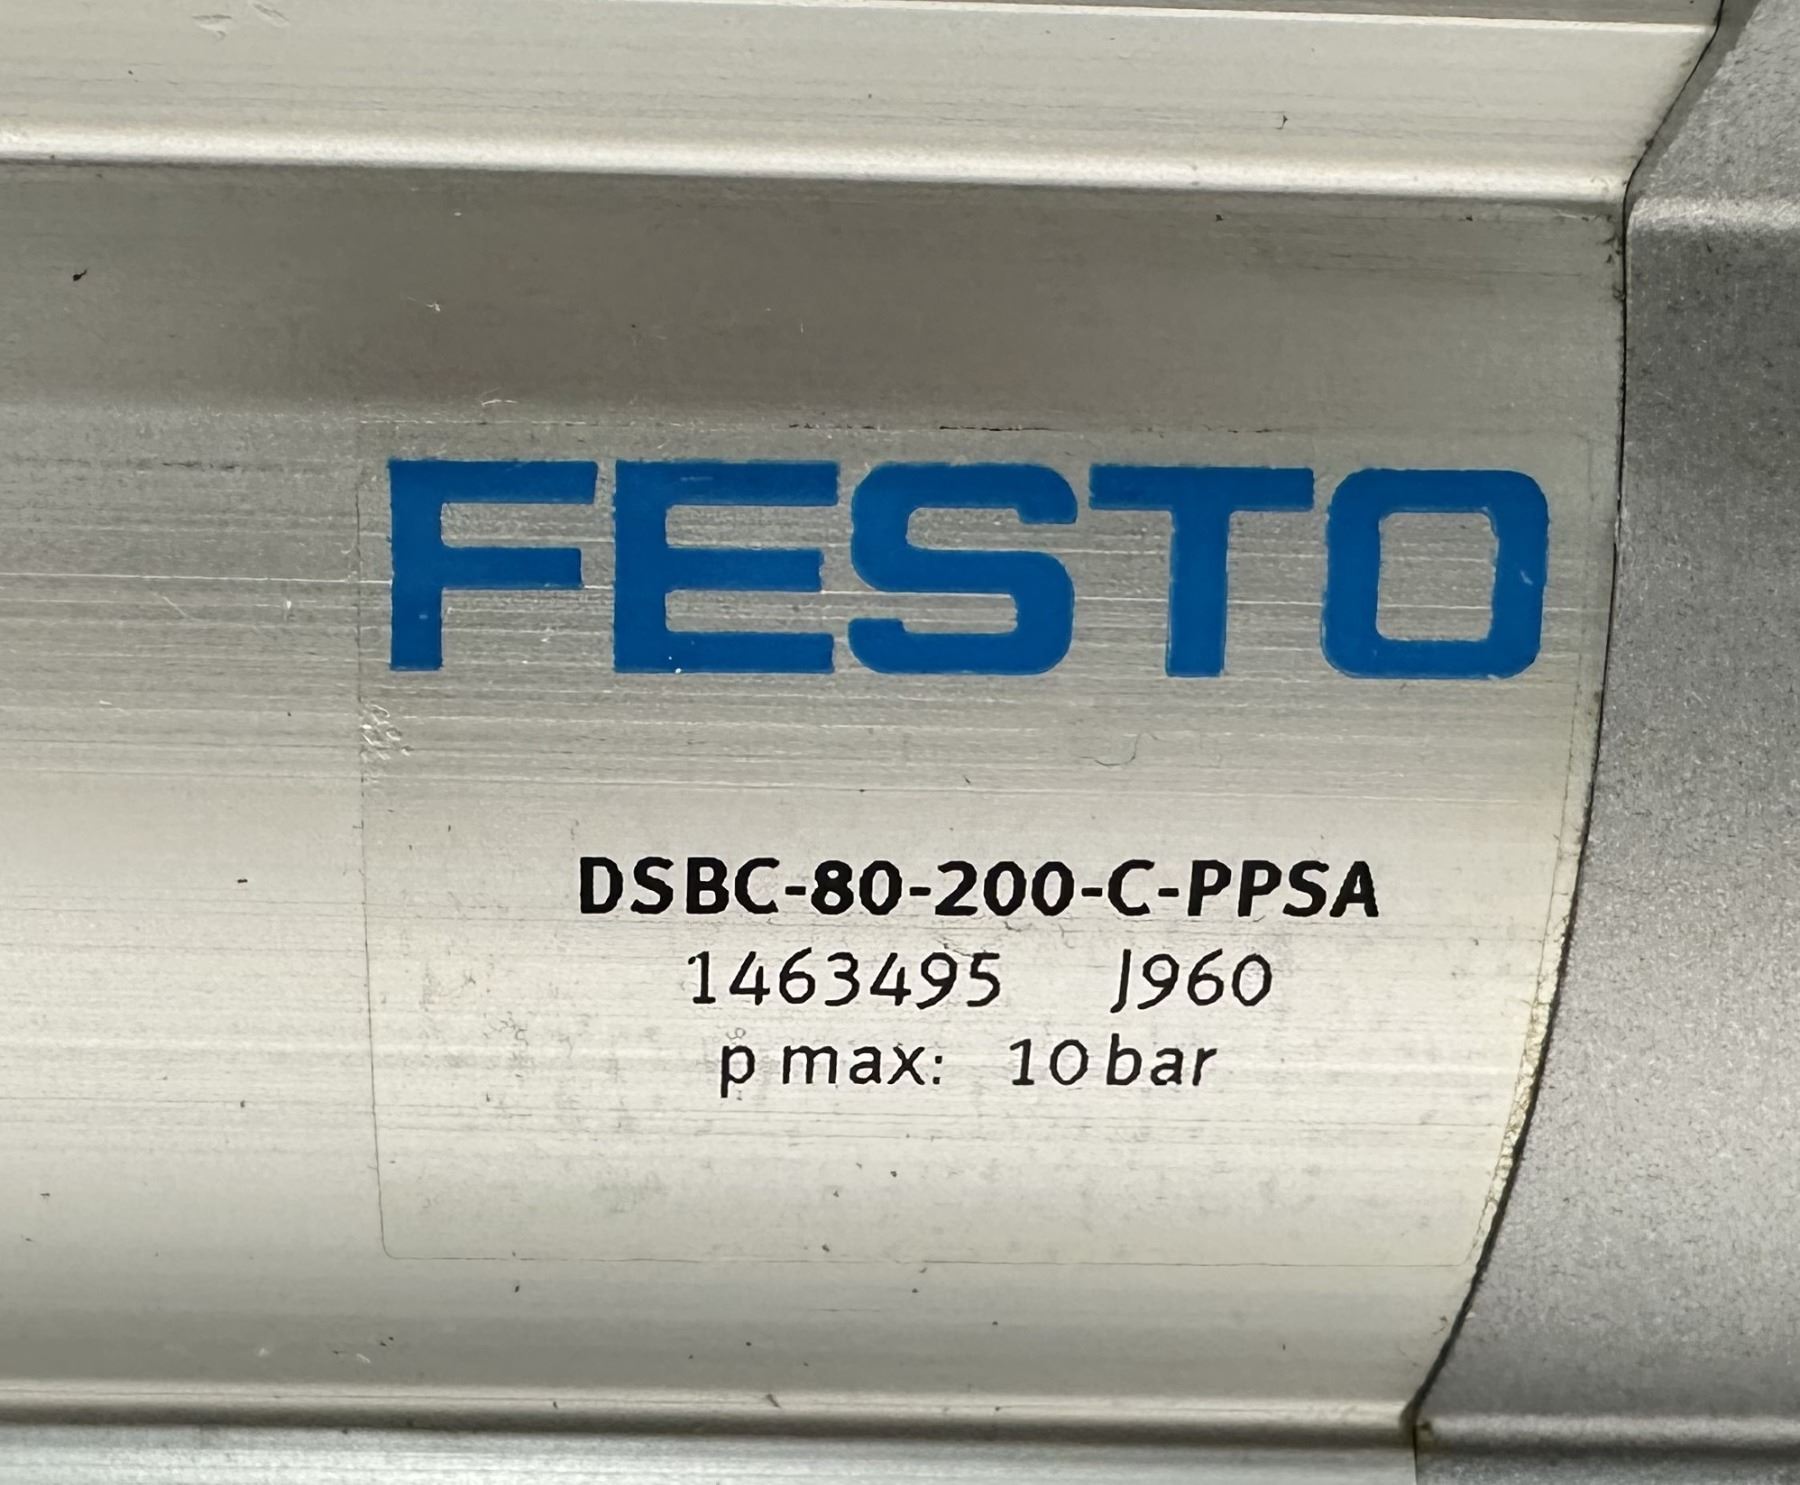 FESTO
DSBC-80-200-C-PPSA
1463495 J960
p max: 10 bar